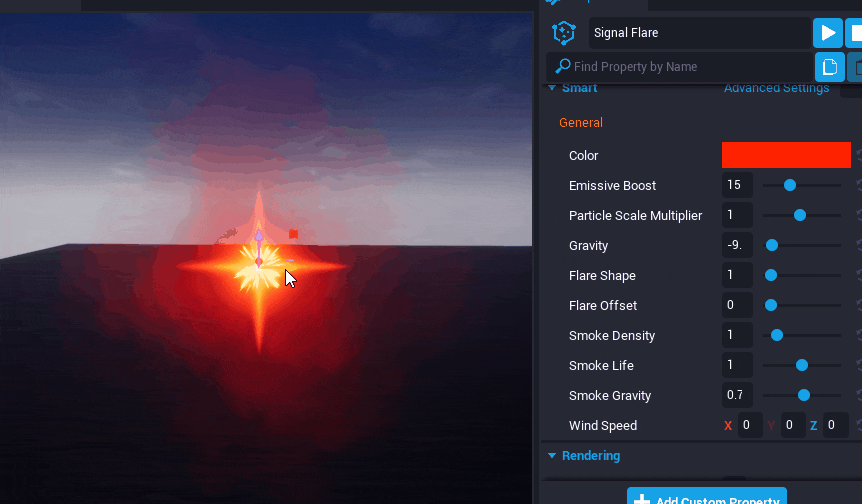 Signal Flare
Find Property by Name
Smart Advanced Settings
General
Color
Emissive Boost 15
Particle Scale Multiplier 1
Gravity -9.
Flare Shape 1
Flare Offset 0
Smoke Density 1
Smoke Life 1
Smoke Gravity 0.7
Wind Speed X 0 Y 0 Z 0
Rendering
Add Custom Property